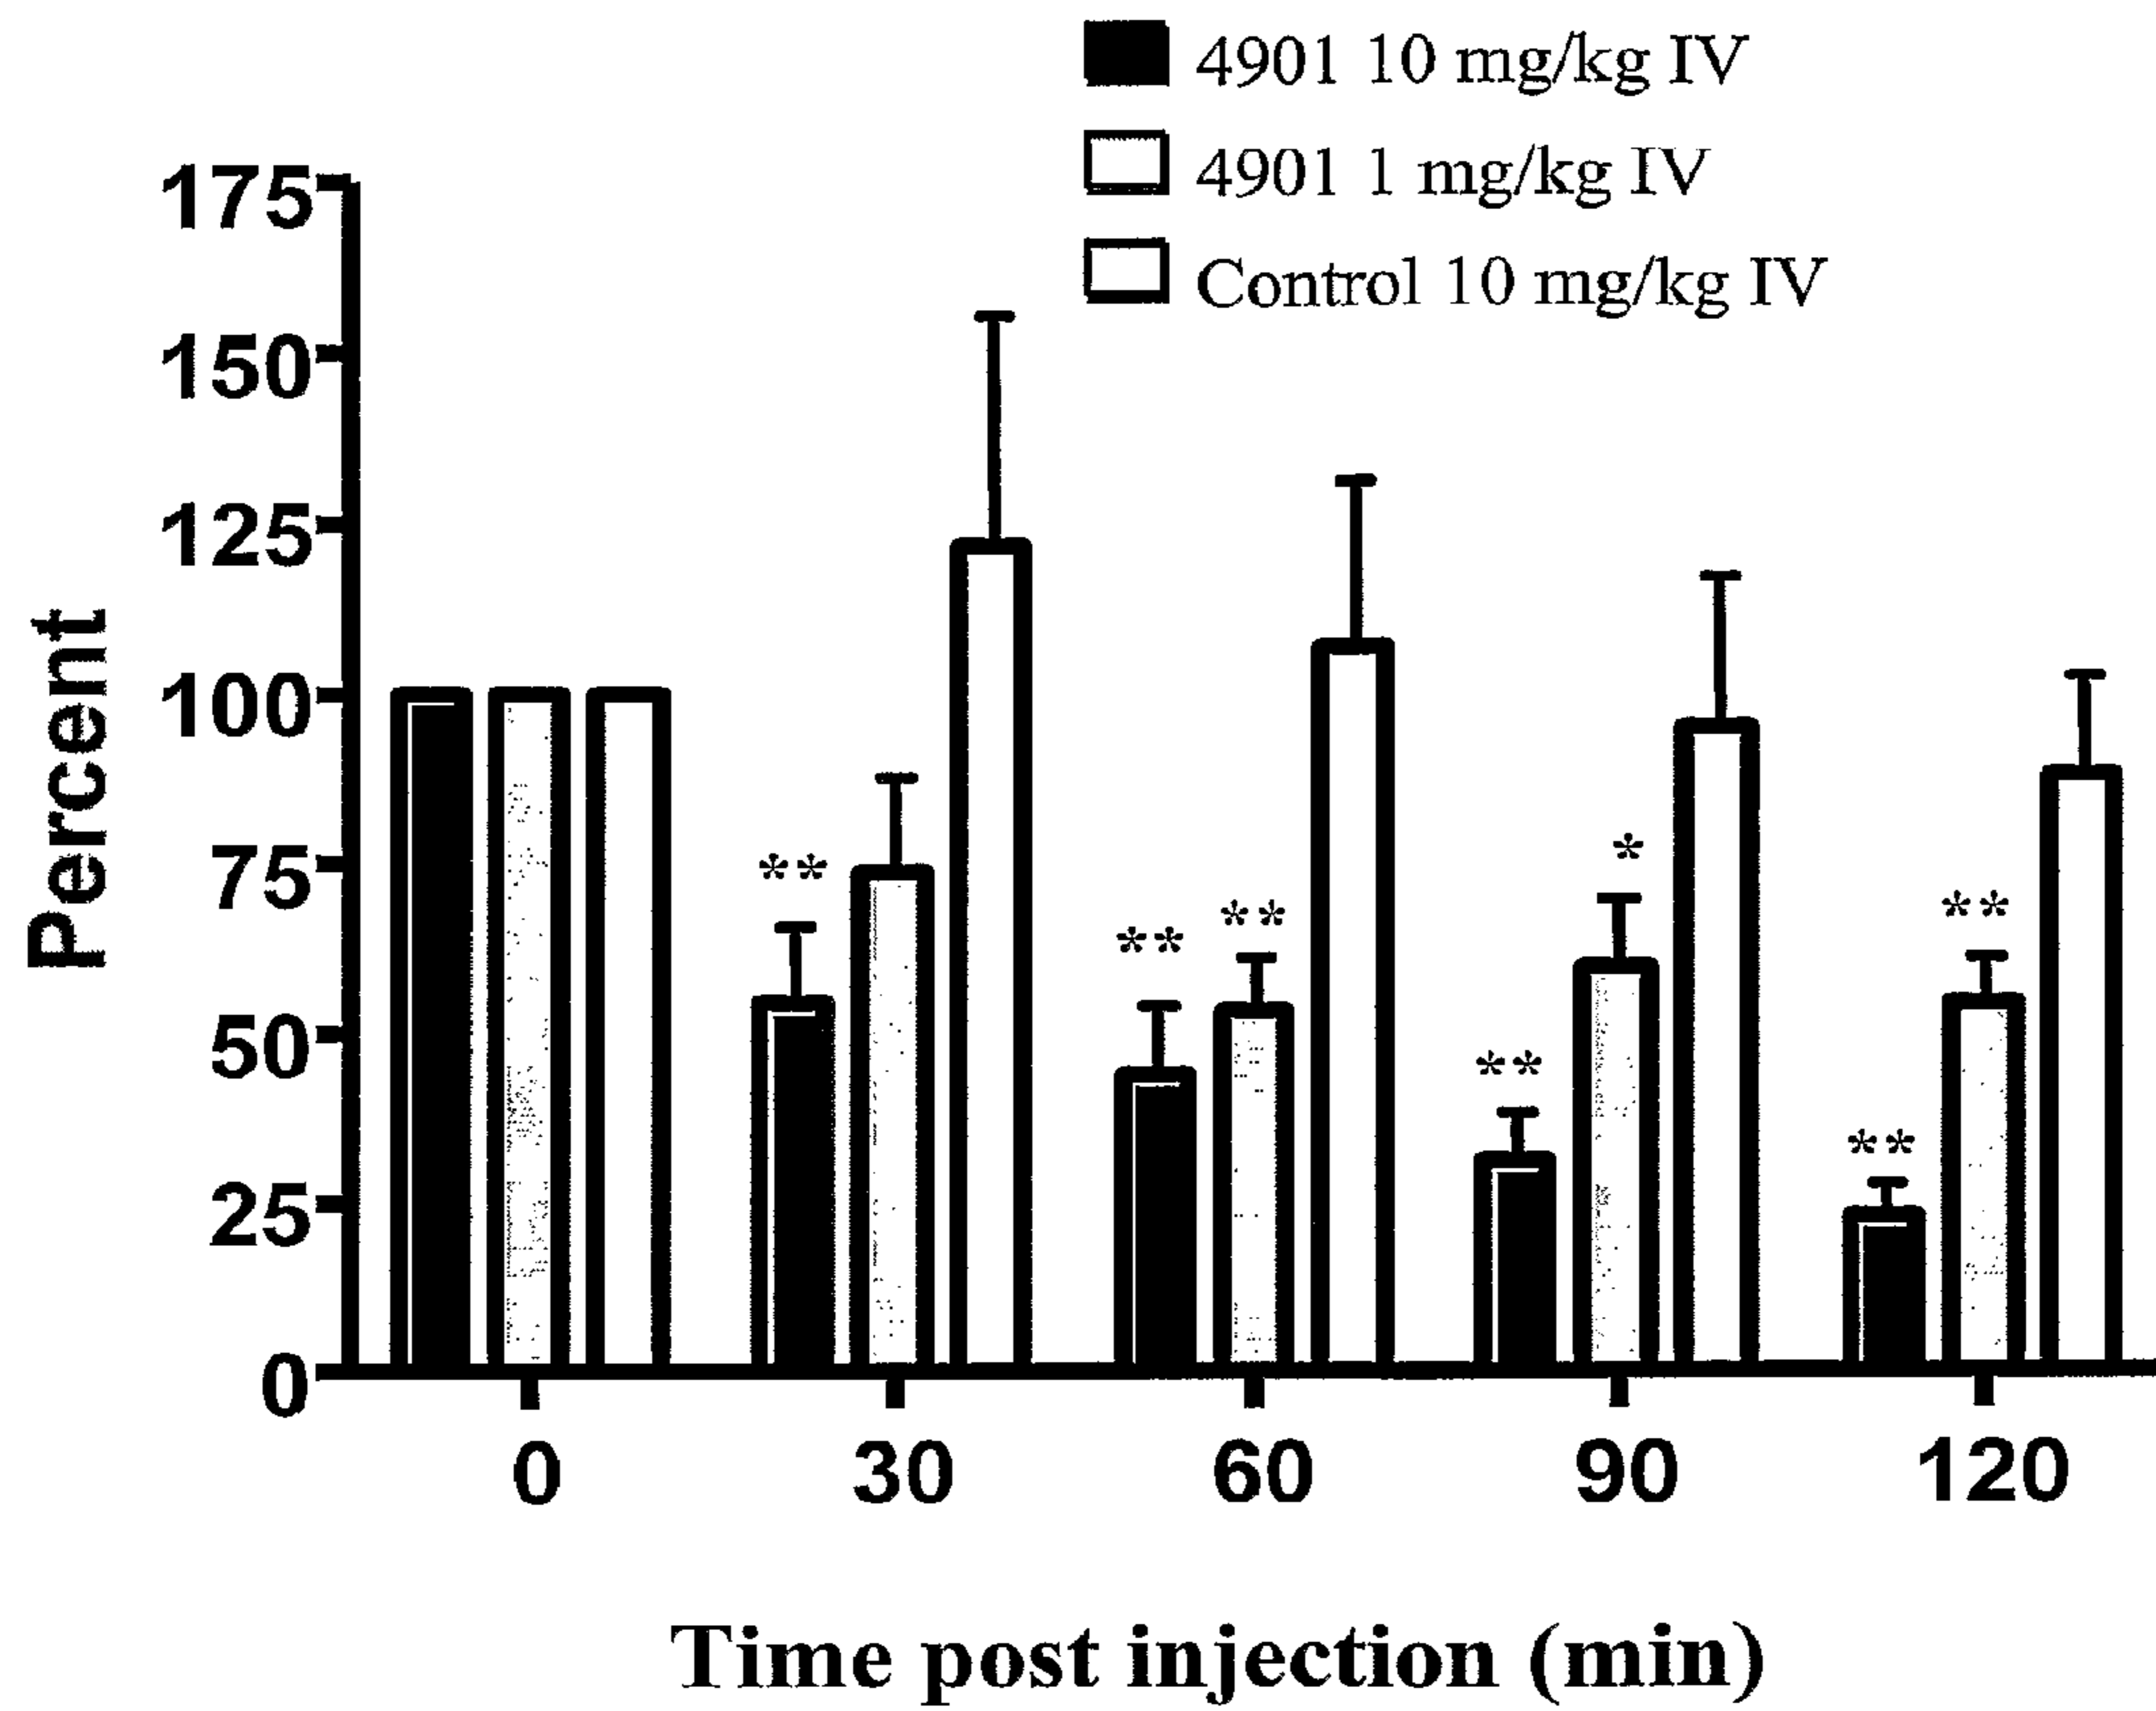 4901 10 mg/kg IV
4901 1 mg/kg IV
Control 10 mg/kg IV
175
150
125
100
75
50
25
0
Percent
**
**
**
**
*
**
**
0 30 60 90 120
Time post injection (min)